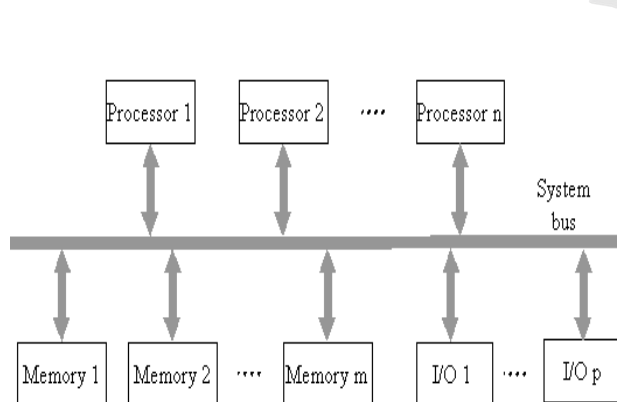 Processor 1 Processor 2 .... Processor n
System
bus
Memory 1 Memory 2 .... Memory m I/O 1 .... I/O p